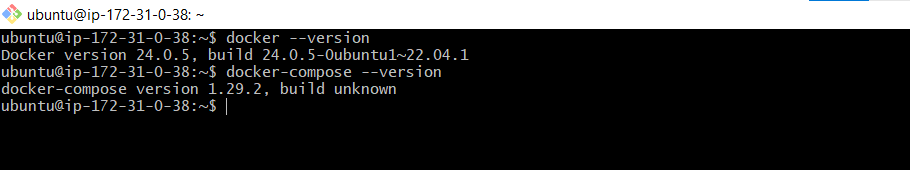 ubuntu@ip-172-31-0-38: ~
ubuntu@ip-172-31-0-38:~$ docker --version
Docker version 24.0.5, build 24.0.5-0ubuntu1~22.04.1
ubuntu@ip-172-31-0-38:~$ docker-compose --version
docker-compose version 1.29.2, build unknown
ubuntu@ip-172-31-0-38:~$